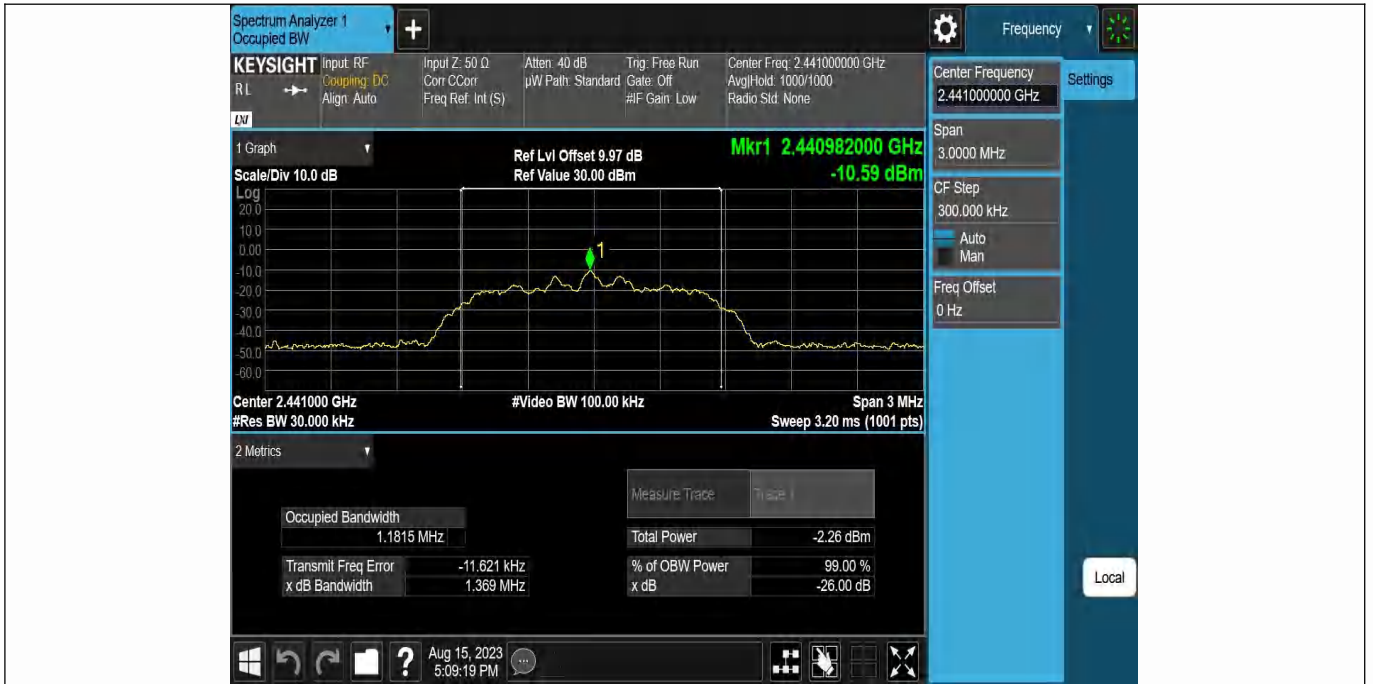 Spectrum Analyzer 1
Occupied BW
+
Frequency
KEYSIGHT
R L
LXI
Input: RF
Coupling: DC
Align: Auto
Input Z: 50 Ω
Corr CCorr
Freq Ref: Int (S)
Atten: 40 dB
µW Path: Standard
Trig: Free Run
Gate: Off
#IF Gain: Low
Center Freq: 2.441000000 GHz
Avg|Hold: 1000/1000
Radio Std: None
Center Frequency
2.441000000 GHz
Settings
Span
3.0000 MHz
CF Step
300.000 kHz
Auto
Man
Freq Offset
0 Hz
Local
1 Graph
Scale/Div 10.0 dB
Ref Lvl Offset 9.97 dB
Ref Value 30.00 dBm
Mkr1 2.440982000 GHz
-10.59 dBm
Log
20.0
10.0
0.00
-10.0
-20.0
-30.0
-40.0
-50.0
-60.0
1
Center 2.441000 GHz
#Res BW 30.000 kHz
#Video BW 100.00 kHz
Span 3 MHz
Sweep 3.20 ms (1001 pts)
2 Metrics
Measure Trace
Trace 1
Occupied Bandwidth
1.1815 MHz
Total Power
-2.26 dBm
Transmit Freq Error
-11.621 kHz
% of OBW Power
99.00 %
x dB Bandwidth
1.369 MHz
x dB
-26.00 dB
?
Aug 15, 2023
5:09:19 PM